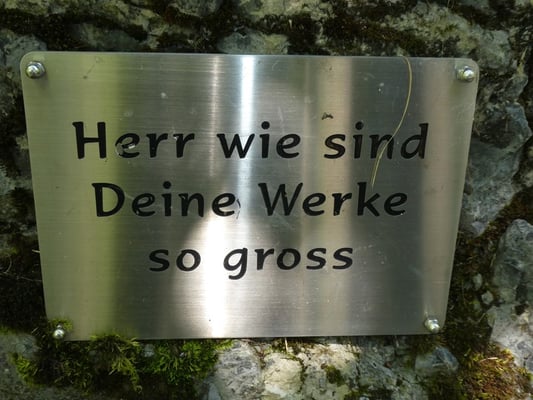 Herr wie sind
Deine Werke
so gross